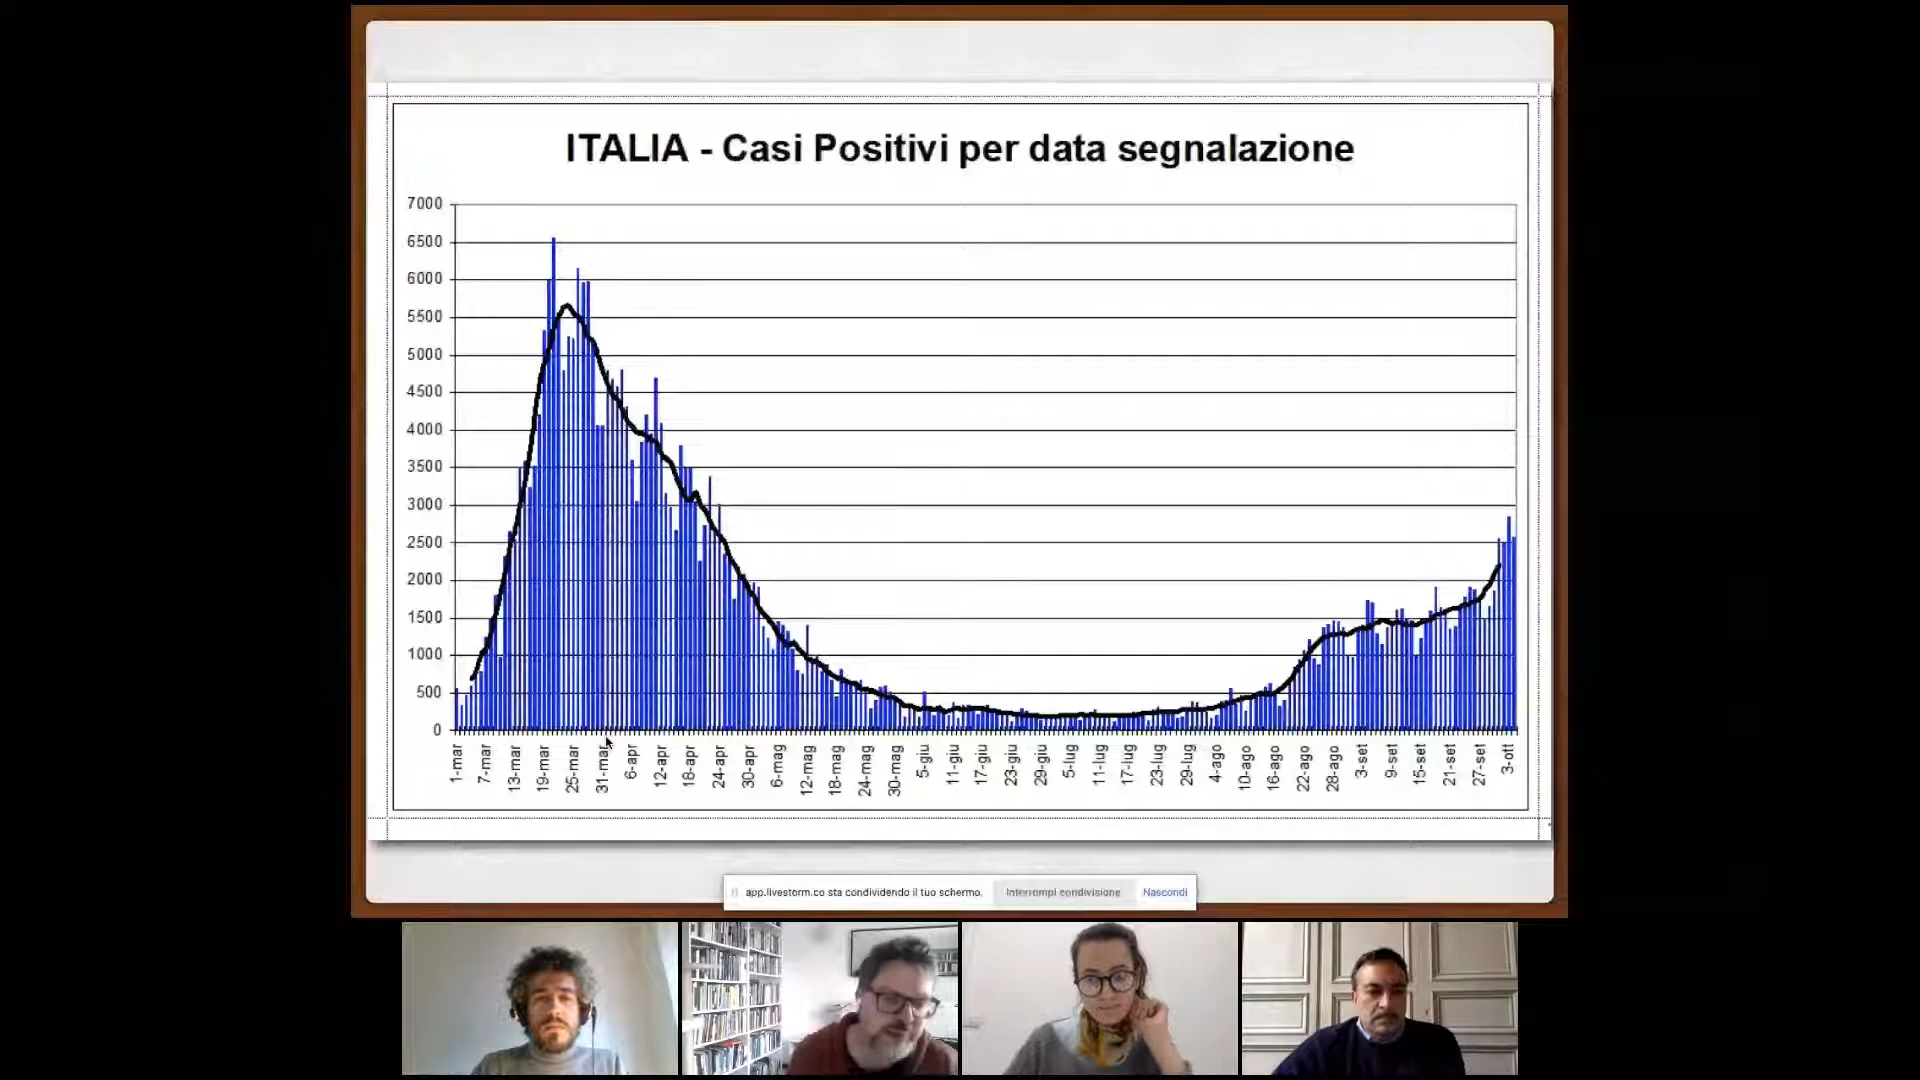 ITALIA - Casi Positivi per data segnalazione
7000
6500
6000
5500
5000
4500
4000
3500
3000
2500
2000
1500
1000
500
0
1-mar
7-mar
13-mar
19-mar
25-mar
31-mar
6-apr
12-apr
18-apr
24-apr
30-apr
6-mag
12-mag
18-mag
24-mag
30-mag
5-giu
11-giu
17-giu
23-giu
29-giu
5-lug
11-lug
17-lug
23-lug
29-lug
4-ago
10-ago
16-ago
22-ago
28-ago
3-set
9-set
15-set
21-set
27-set
3-ott
app.livestorm.co sta condividendo il tuo schermo. Interrompi condivisione Nascondi